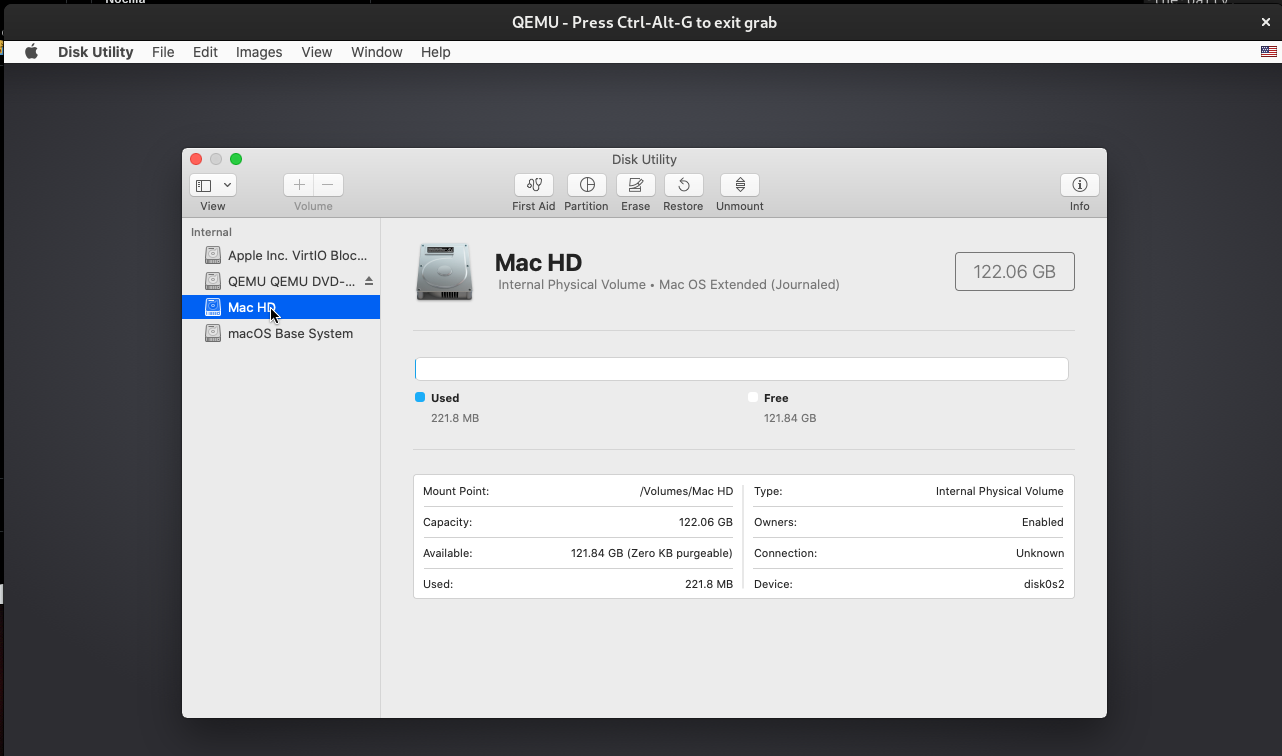 QEMU - Press Ctrl-Alt-G to exit grab
Disk Utility File Edit Images View Window Help
Disk Utility
View Volume First Aid Partition Erase Restore Unmount Info
Internal
Apple Inc. VirtIO Bloc...
QEMU QEMU DVD-...
Mac HD
macOS Base System
Mac HD
Internal Physical Volume • Mac OS Extended (Journaled)
122.06 GB
Used
221.8 MB
Free
121.84 GB
Mount Point: /Volumes/Mac HD
Capacity: 122.06 GB
Available: 121.84 GB (Zero KB purgeable)
Used: 221.8 MB
Type: Internal Physical Volume
Owners: Enabled
Connection: Unknown
Device: disk0s2